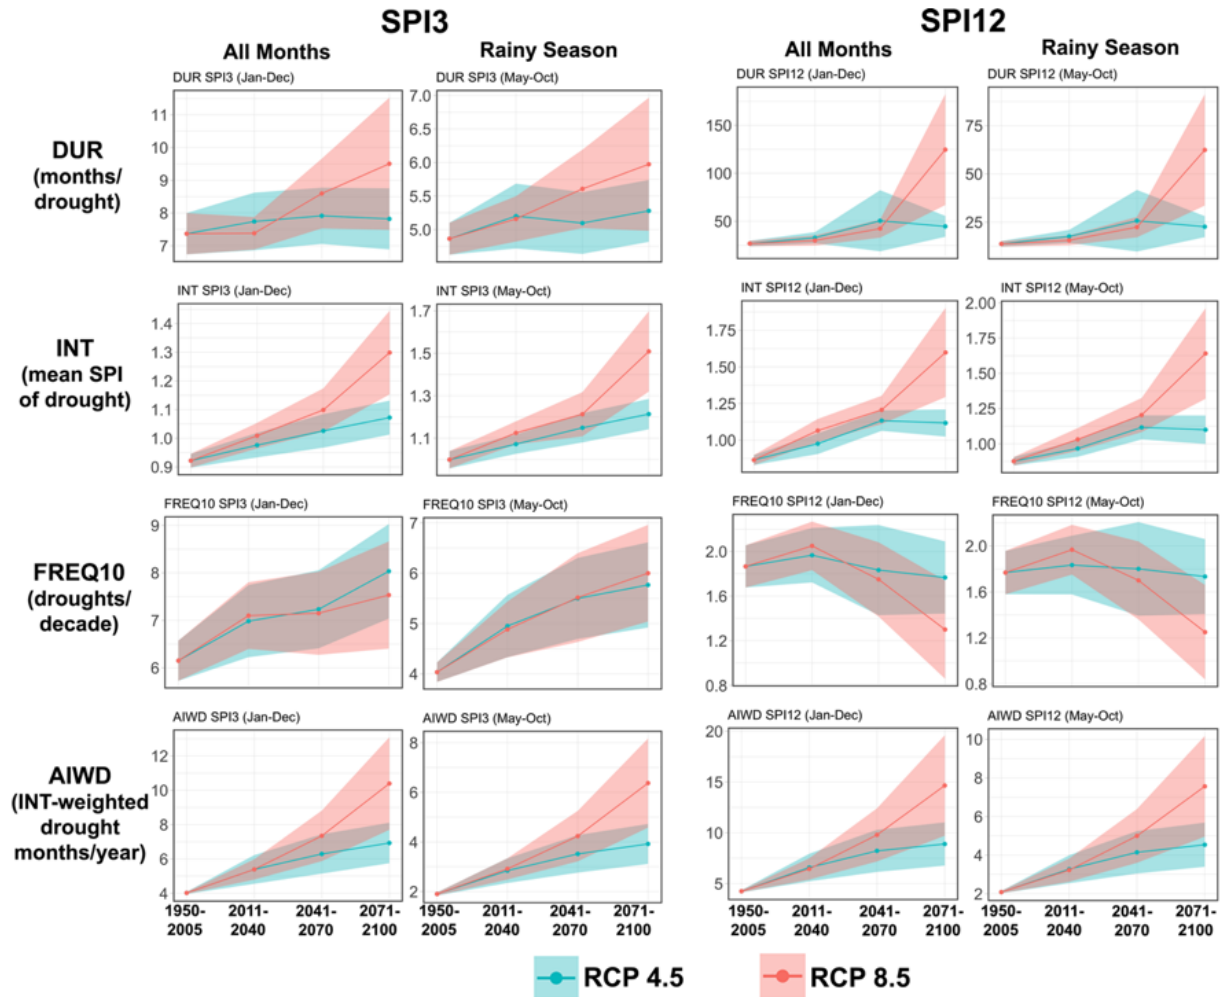 SPI3
SPI12
All Months
Rainy Season
All Months
Rainy Season
DUR
(months/
drought)
DUR SPI3 (Jan-Dec)
11
10
9
8
7
DUR SPI3 (May-Oct)
7.0
6.5
6.0
5.5
5.0
DUR SPI12 (Jan-Dec)
150
100
50
DUR SPI12 (May-Oct)
75
50
25
INT
(mean SPI
of drought)
INT SPI3 (Jan-Dec)
1.4
1.3
1.2
1.1
1.0
0.9
INT SPI3 (May-Oct)
1.7
1.5
1.3
1.1
INT SPI12 (Jan-Dec)
1.75
1.50
1.25
1.00
INT SPI12 (May-Oct)
2.00
1.75
1.50
1.25
1.00
FREQ10
(droughts/
decade)
FREQ10 SPI3 (Jan-Dec)
9
8
7
6
FREQ10 SPI3 (May-Oct)
7
6
5
4
FREQ10 SPI12 (Jan-Dec)
2.0
1.6
1.2
0.8
FREQ10 SPI12 (May-Oct)
2.0
1.6
1.2
0.8
AIWD
(INT-weighted
drought
months/year)
AIWD SPI3 (Jan-Dec)
12
10
8
6
4
AIWD SPI3 (May-Oct)
8
6
4
2
AIWD SPI12 (Jan-Dec)
20
15
10
5
AIWD SPI12 (May-Oct)
10
8
6
4
2
1950-
2005
2011-
2040
2041-
2070
2071-
2100
1950-
2005
2011-
2040
2041-
2070
2071-
2100
1950-
2005
2011-
2040
2041-
2070
2071-
2100
1950-
2005
2011-
2040
2041-
2070
2071-
2100
RCP 4.5
RCP 8.5